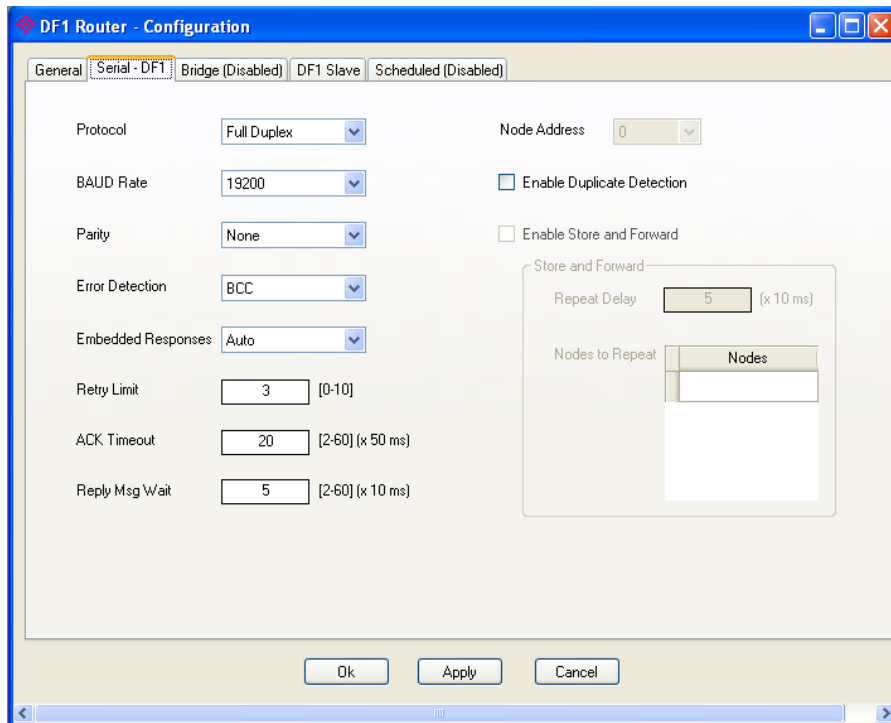 DF1 Router - Configuration
General
Serial - DF1
Bridge (Disabled)
DF1 Slave
Scheduled (Disabled)
Protocol
Full Duplex
BAUD Rate
19200
Parity
None
Error Detection
BCC
Embedded Responses
Auto
Retry Limit
3
[0-10]
ACK Timeout
20
[2-60] (x 50 ms)
Reply Msg Wait
5
[2-60] (x 10 ms)
Node Address
0
Enable Duplicate Detection
Enable Store and Forward
Store and Forward
Repeat Delay
5
(x 10 ms)
Nodes to Repeat
Nodes
Ok
Apply
Cancel